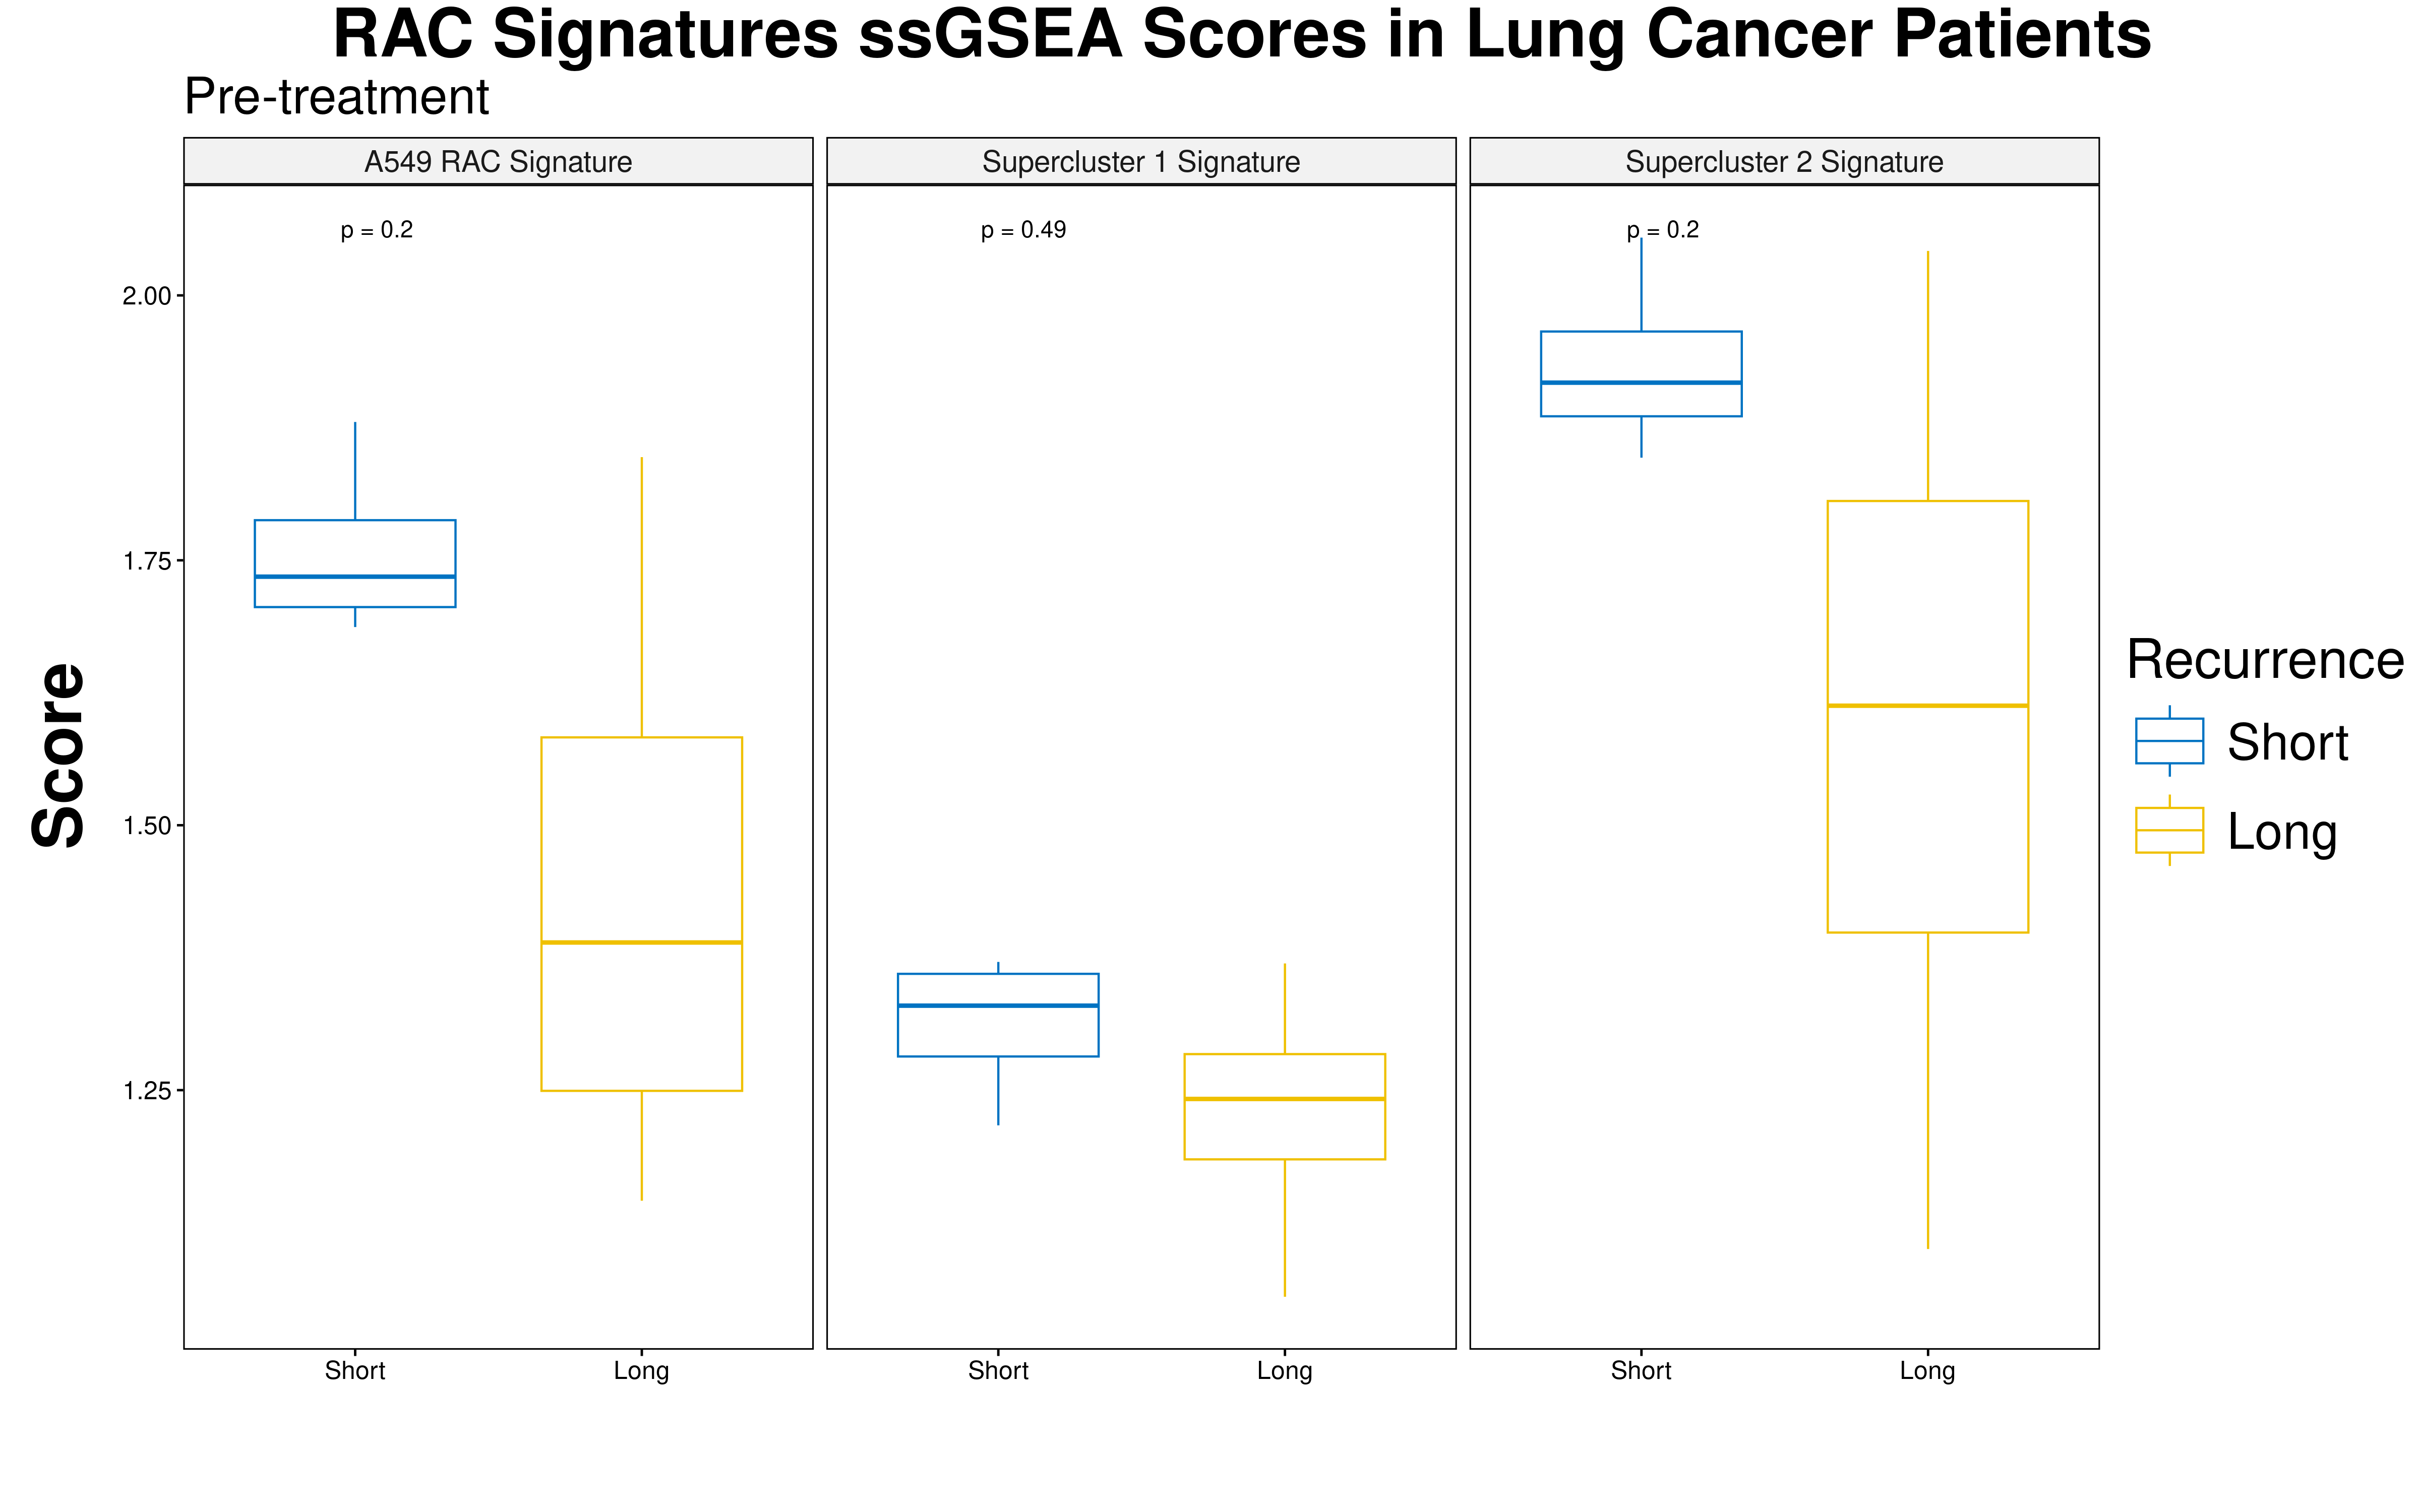 RAC Signatures ssGSEA Scores in Lung Cancer Patients
Pre-treatment
A549 RAC Signature
Supercluster 1 Signature
Supercluster 2 Signature
p = 0.2
p = 0.49
p = 0.2
2.00
1.75
1.50
1.25
Score
Short
Long
Short
Long
Short
Long
Recurrence
Short
Long